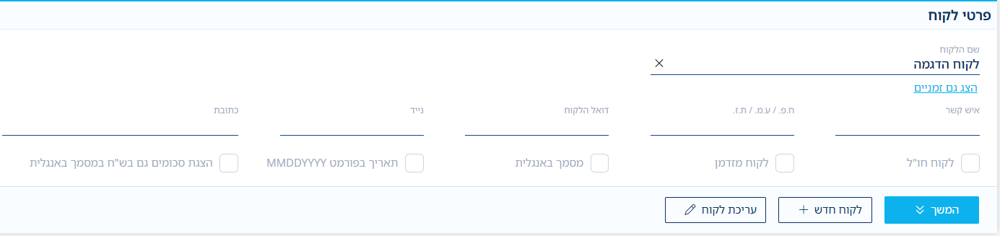 פרטי לקוח
שם הלקוח
לקוח הדגמה
הצג גם זמניים
איש קשר
ח.פ. / ע.מ. / ת.ז.
דואל הלקוח
נייד
כתובת
לקוח חו"ל
לקוח מזדמן
מסמך באנגלית
תאריך בפורמט MMDDYYYY
הצגת סכומים גם בש"ח במסמך באנגלית
המשך
לקוח חדש +
עריכת לקוח